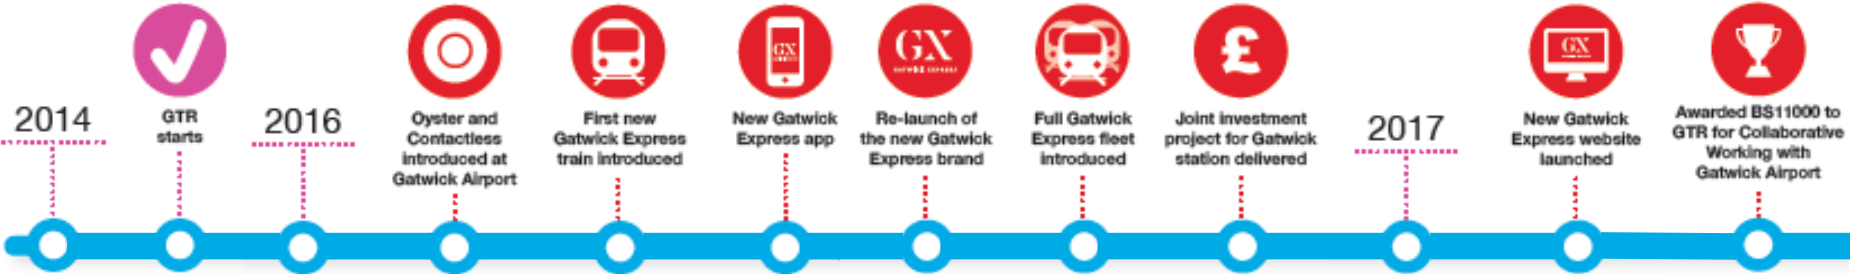 2014
GTR
starts
2016
Oyster and
Contactless
introduced at
Gatwick Airport
First new
Gatwick Express
train introduced
GX
New Gatwick
Express app
GX
GATWICK EXPRESS
Re-launch of
the new Gatwick
Express brand
Full Gatwick
Express fleet
introduced
£
Joint investment
project for Gatwick
station delivered
2017
GX
New Gatwick
Express website
launched
Awarded BS11000 to
GTR for Collaborative
Working with
Gatwick Airport